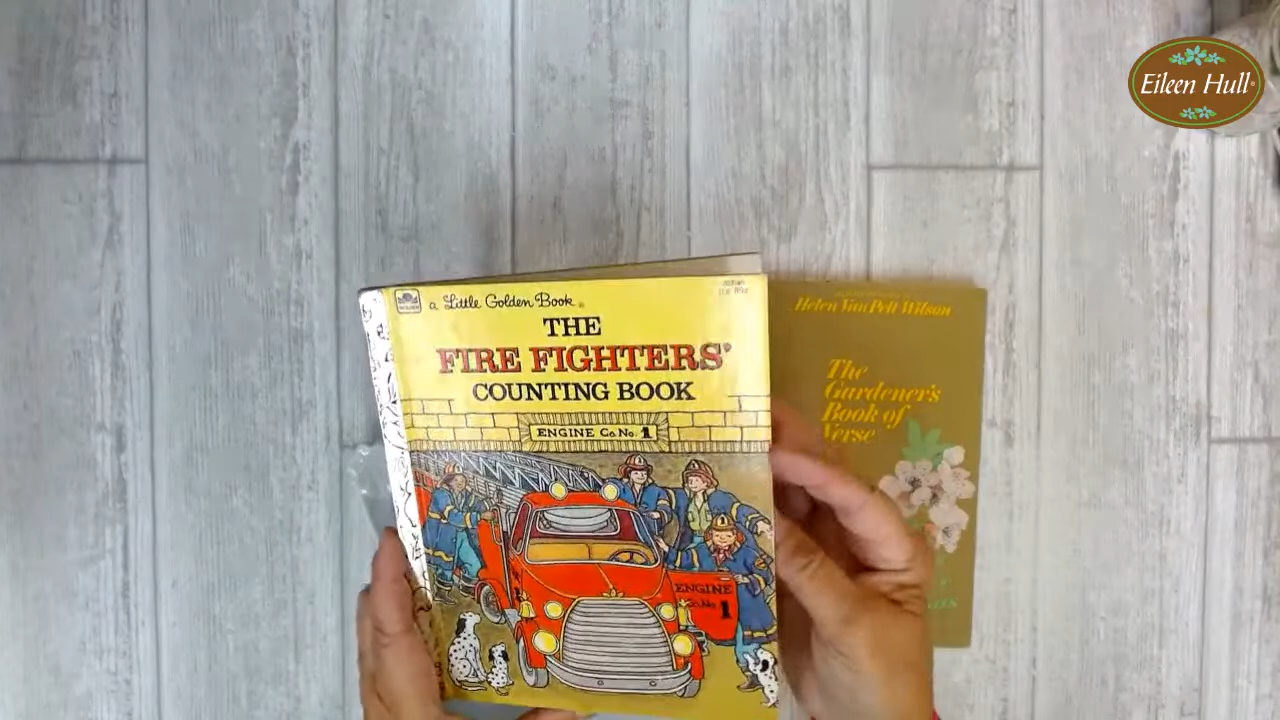 Eileen Hull
a Little Golden Book
THE
FIRE FIGHTERS'
COUNTING BOOK
ENGINE Co. No. 1
ENGINE
Co. No. 1
Helen Van Pelt Wilson
The
Gardener's
Book of
Verse